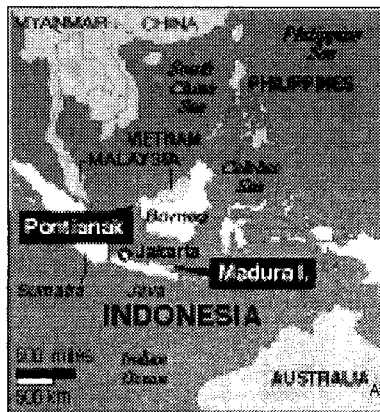 MYANMAR
CHINA
Philippine
Sea
South
China
Sea
PHILIPPINES
VIETNAM
MALAYSIA
Celebes
Sea
Borneo
Pontianak
Jakarta
Madura I.
Sumatra
Java
INDONESIA
500 miles
500 km
Indian
Ocean
AUSTRALIA
A